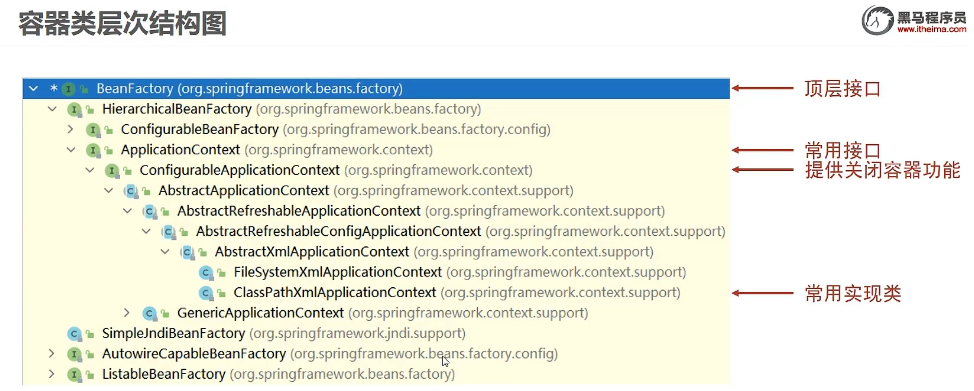 容器类层次结构图
黑马程序员
www.itheima.com
* BeanFactory (org.springframework.beans.factory)
顶层接口
HierarchicalBeanFactory (org.springframework.beans.factory)
ConfigurableBeanFactory (org.springframework.beans.factory.config)
ApplicationContext (org.springframework.context)
常用接口
ConfigurableApplicationContext (org.springframework.context)
提供关闭容器功能
AbstractApplicationContext (org.springframework.context.support)
AbstractRefreshableApplicationContext (org.springframework.context.support)
AbstractRefreshableConfigApplicationContext (org.springframework.context.support)
AbstractXmlApplicationContext (org.springframework.context.support)
FileSystemXmlApplicationContext (org.springframework.context.support)
ClassPathXmlApplicationContext (org.springframework.context.support)
常用实现类
GenericApplicationContext (org.springframework.context.support)
SimpleJndiBeanFactory (org.springframework.jndi.support)
AutowireCapableBeanFactory (org.springframework.beans.factory.config)
ListableBeanFactory (org.springframework.beans.factory)